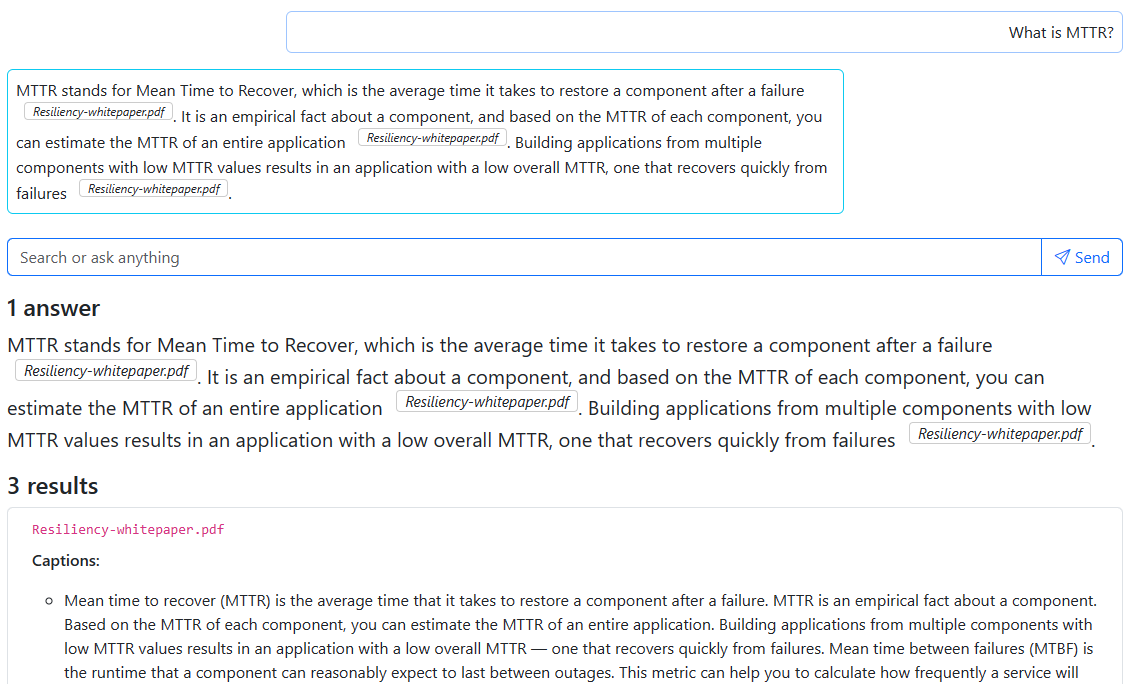 What is MTTR?
MTTR stands for Mean Time to Recover, which is the average time it takes to restore a component after a failure
Resiliency-whitepaper.pdf . It is an empirical fact about a component, and based on the MTTR of each component, you
can estimate the MTTR of an entire application Resiliency-whitepaper.pdf . Building applications from multiple
components with low MTTR values results in an application with a low overall MTTR, one that recovers quickly from
failures Resiliency-whitepaper.pdf .
Search or ask anything Send
1 answer
MTTR stands for Mean Time to Recover, which is the average time it takes to restore a component after a failure
Resiliency-whitepaper.pdf . It is an empirical fact about a component, and based on the MTTR of each component, you can
estimate the MTTR of an entire application Resiliency-whitepaper.pdf . Building applications from multiple components with low
MTTR values results in an application with a low overall MTTR, one that recovers quickly from failures Resiliency-whitepaper.pdf .
3 results
Resiliency-whitepaper.pdf
Captions:
Mean time to recover (MTTR) is the average time that it takes to restore a component after a failure. MTTR is an empirical fact about a component.
Based on the MTTR of each component, you can estimate the MTTR of an entire application. Building applications from multiple components with
low MTTR values results in an application with a low overall MTTR — one that recovers quickly from failures. Mean time between failures (MTBF) is
the runtime that a component can reasonably expect to last between outages. This metric can help you to calculate how frequently a service will